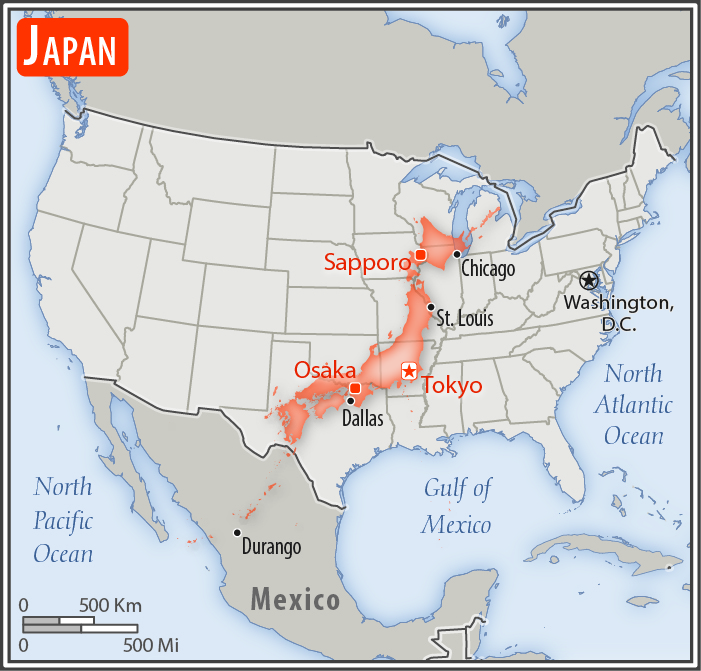 JAPAN
Sapporo
Chicago
St. Louis
Washington,
D.C.
Osaka
Tokyo
Dallas
North
Atlantic
Ocean
North
Pacific
Ocean
Gulf of
Mexico
Durango
Mexico
0 500 Km
0 500 Mi